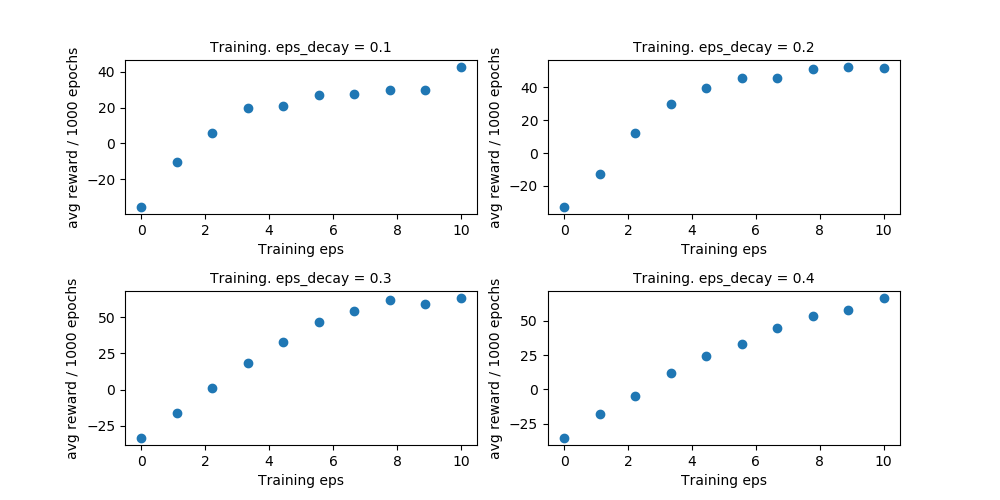 Training. eps_decay = 0.1
avg reward / 1000 epochs
40
20
0
−20
0 2 4 6 8 10
Training eps
Training. eps_decay = 0.2
avg reward / 1000 epochs
40
20
0
−20
0 2 4 6 8 10
Training eps
Training. eps_decay = 0.3
avg reward / 1000 epochs
50
25
0
−25
0 2 4 6 8 10
Training eps
Training. eps_decay = 0.4
avg reward / 1000 epochs
50
25
0
−25
0 2 4 6 8 10
Training eps